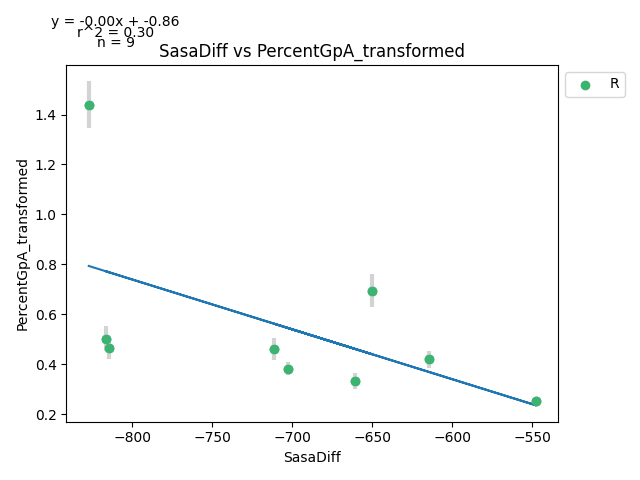 y = -0.00x + -0.86
r^2 = 0.30
n = 9
SasaDiff vs PercentGpA_transformed
R
PercentGpA_transformed
1.4
1.2
1.0
0.8
0.6
0.4
0.2
−800
−750
−700
−650
−600
−550
SasaDiff